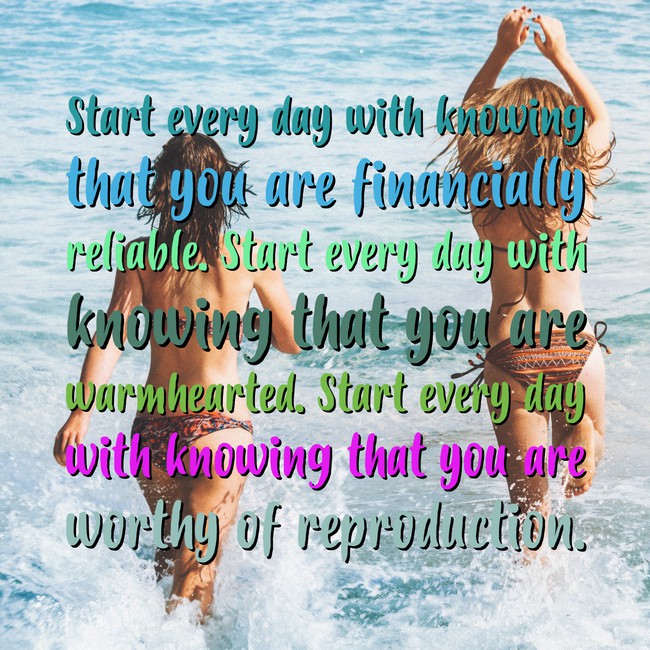 Start every day with knowing
that you are financially
reliable. Start every day with
knowing that you are
warmhearted. Start every day
with knowing that you are
worthy of reproduction.